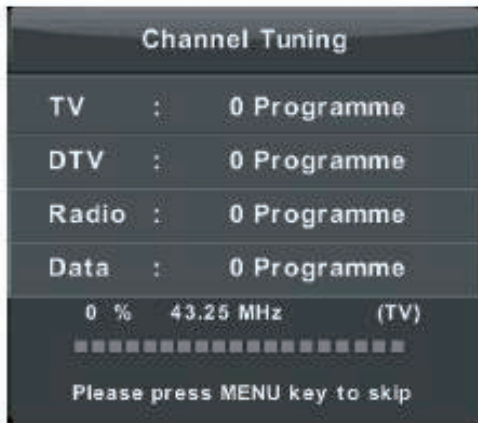 Channel Tuning
TV : 0 Programme
DTV : 0 Programme
Radio : 0 Programme
Data : 0 Programme
0 % 43.25 MHz (TV)
Please press MENU key to skip